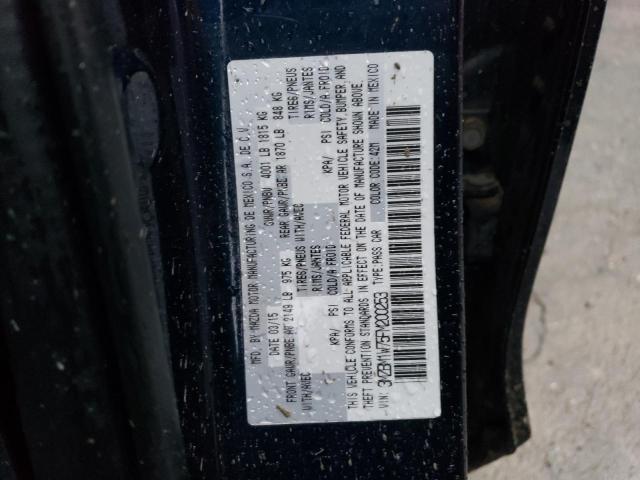 MFD. BY MAZDA MOTOR MANUFACTURING DE MEXICO S.A. DE C.V.
DATE 03/15 GVWR/PNBV 4001 LB 1815 KG
FRONT GAWR/PNBE AV 2149 LB 975 KG REAR GAWR/PNBE AR 1870 LB 848 KG
WITH/AVEC TIRES/PNEUS WITH/AVEC TIRES/PNEUS
RIMS/JANTES RIMS/JANTES
KPA/ PSI COLD/A FROID KPA/ PSI COLD/A FROID
THIS VEHICLE CONFORMS TO ALL APPLICABLE FEDERAL MOTOR VEHICLE SAFETY, BUMPER, AND
THEFT PREVENTION STANDARDS IN EFFECT ON THE DATE OF MANUFACTURE SHOWN ABOVE.
VIN: 3MZBM1W75FM200253 TYPE:PASS CAR COLOR CODE:42M MADE IN MEXICO